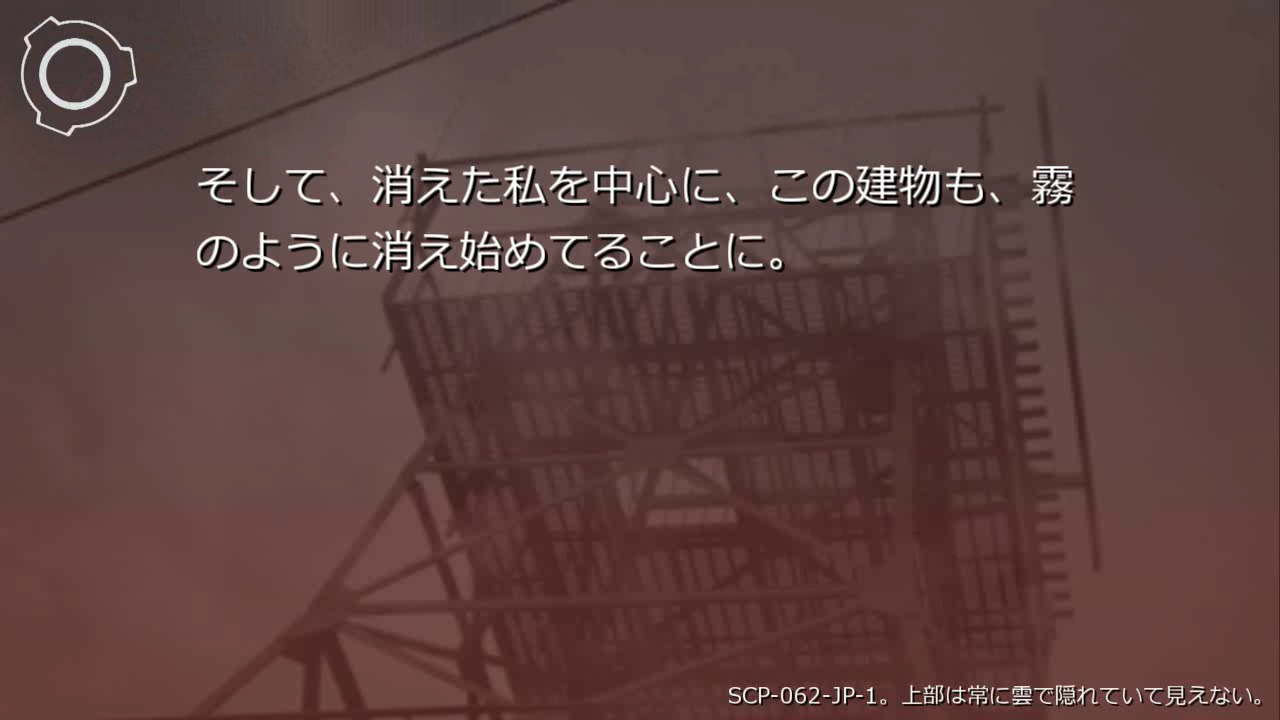 そして、消えた私を中心に、この建物も、霧
のように消え始めてることに。
SCP-062-JP-1。上部は常に雲で隠れていて見えない。